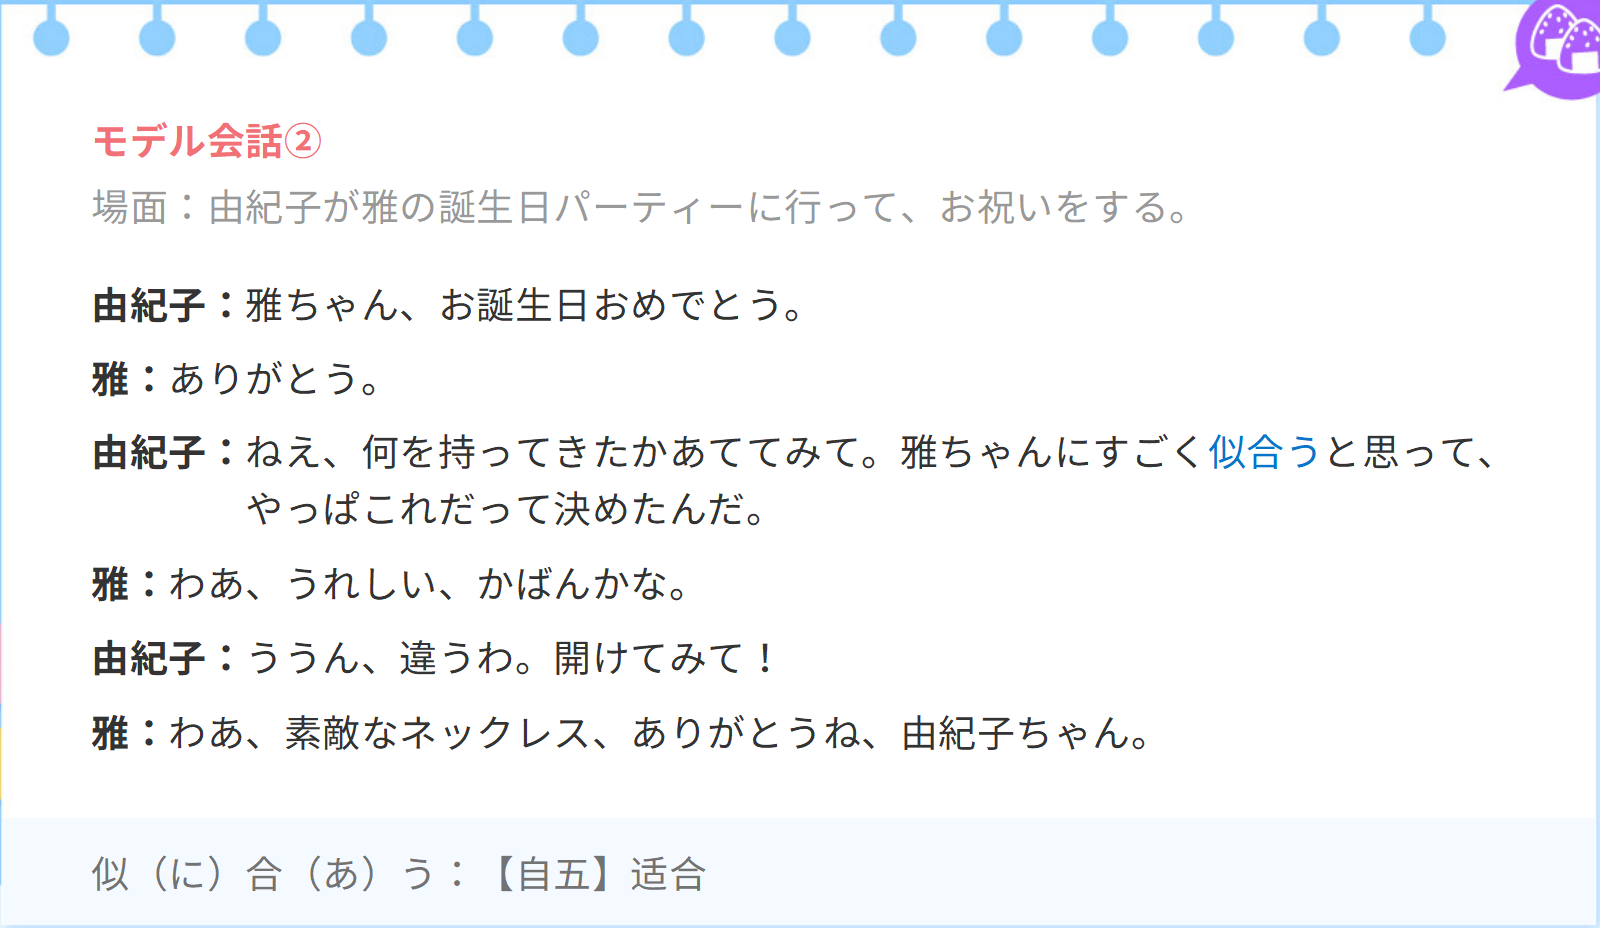 モデル会話②
場面：由紀子が雅の誕生日パーティーに行って、お祝いをする。
由紀子：雅ちゃん、お誕生日おめでとう。
雅：ありがとう。
由紀子：ねえ、何を持ってきたかあててみて。雅ちゃんにすごく似合うと思って、
やっぱこれだって決めたんだ。
雅：わあ、うれしい、かばんかな。
由紀子：ううん、違うわ。開けてみて！
雅：わあ、素敵なネックレス、ありがとうね、由紀子ちゃん。
似（に）合（あ）う：【自五】适合